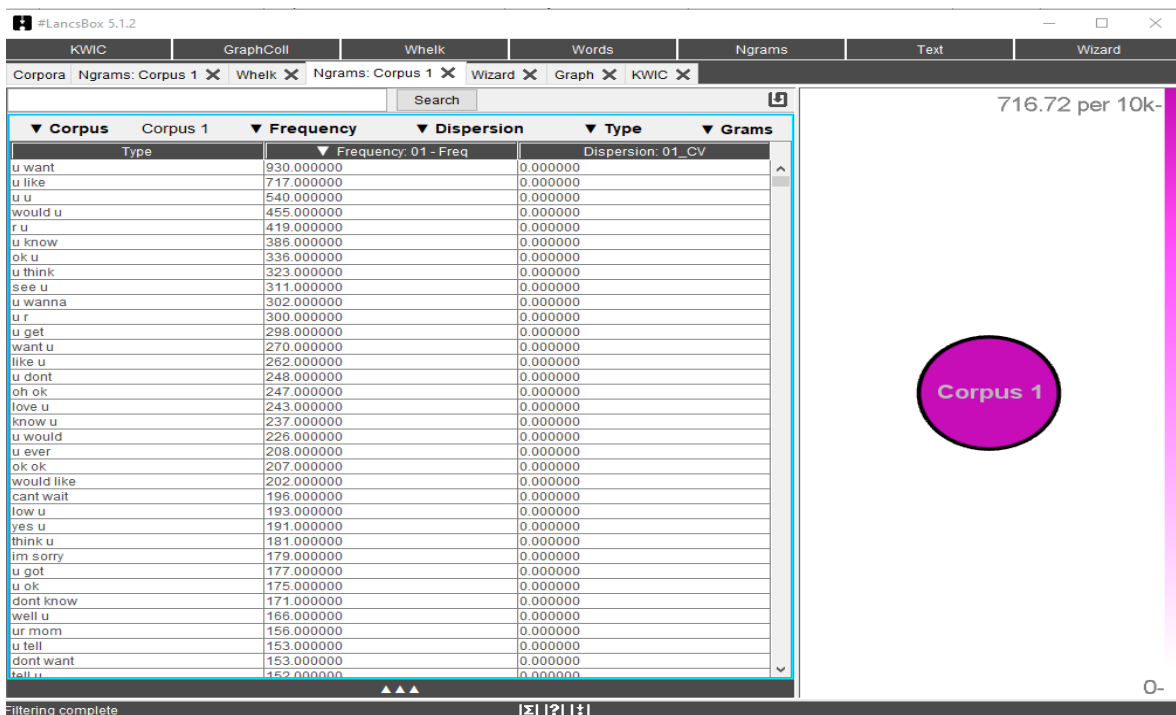 #LancsBox 5.1.2
KWIC GraphColl Whelk Words Ngrams Text Wizard
Corpora Ngrams: Corpus 1 Whelk Ngrams: Corpus 1 Wizard Graph KWIC
Search
716.72 per 10k-
▼ Corpus Corpus 1 ▼ Frequency ▼ Dispersion ▼ Type ▼ Grams
Type ▼ Frequency: 01 - Freq Dispersion: 01_CV
u want 930.000000 0.000000
u like 717.000000 0.000000
u u 540.000000 0.000000
would u 455.000000 0.000000
r u 419.000000 0.000000
u know 386.000000 0.000000
ok u 336.000000 0.000000
u think 323.000000 0.000000
see u 311.000000 0.000000
u wanna 302.000000 0.000000
u r 300.000000 0.000000
u get 298.000000 0.000000
want u 270.000000 0.000000
like u 262.000000 0.000000
u dont 248.000000 0.000000
oh ok 247.000000 0.000000
love u 243.000000 0.000000
know u 237.000000 0.000000
u would 226.000000 0.000000
u ever 208.000000 0.000000
ok ok 207.000000 0.000000
would like 202.000000 0.000000
cant wait 196.000000 0.000000
low u 193.000000 0.000000
yes u 191.000000 0.000000
think u 181.000000 0.000000
im sorry 179.000000 0.000000
u got 177.000000 0.000000
u ok 175.000000 0.000000
dont know 171.000000 0.000000
well u 166.000000 0.000000
ur mom 156.000000 0.000000
u tell 153.000000 0.000000
dont want 153.000000 0.000000
tell u 152.000000 0.000000
Corpus 1
0-
Filtering complete |Σ| |?| |‡|